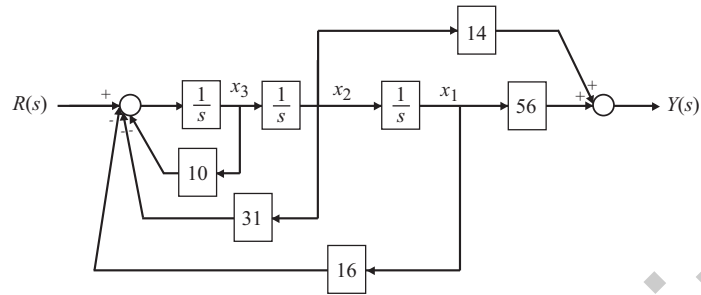 14
R(s) + 1/s x₃ 1/s x₂ 1/s x₁ 56 + + Y(s)
- - -
10
31
16